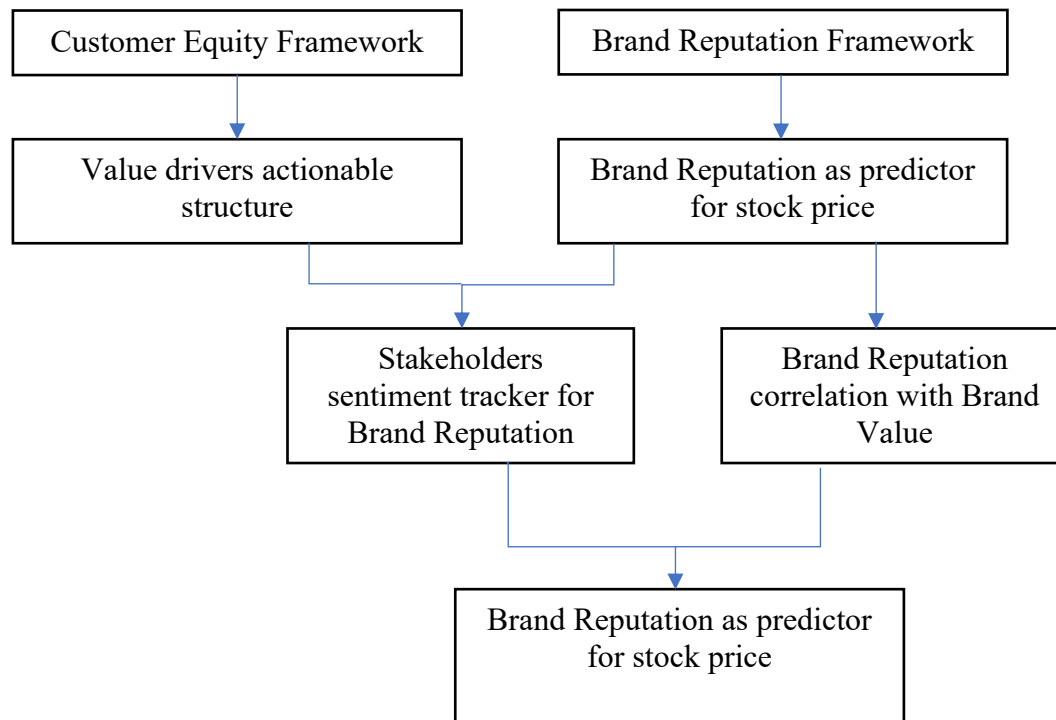 Customer Equity Framework
Brand Reputation Framework
Value drivers actionable
structure
Brand Reputation as predictor
for stock price
Stakeholders
sentiment tracker for
Brand Reputation
Brand Reputation
correlation with Brand
Value
Brand Reputation as predictor
for stock price